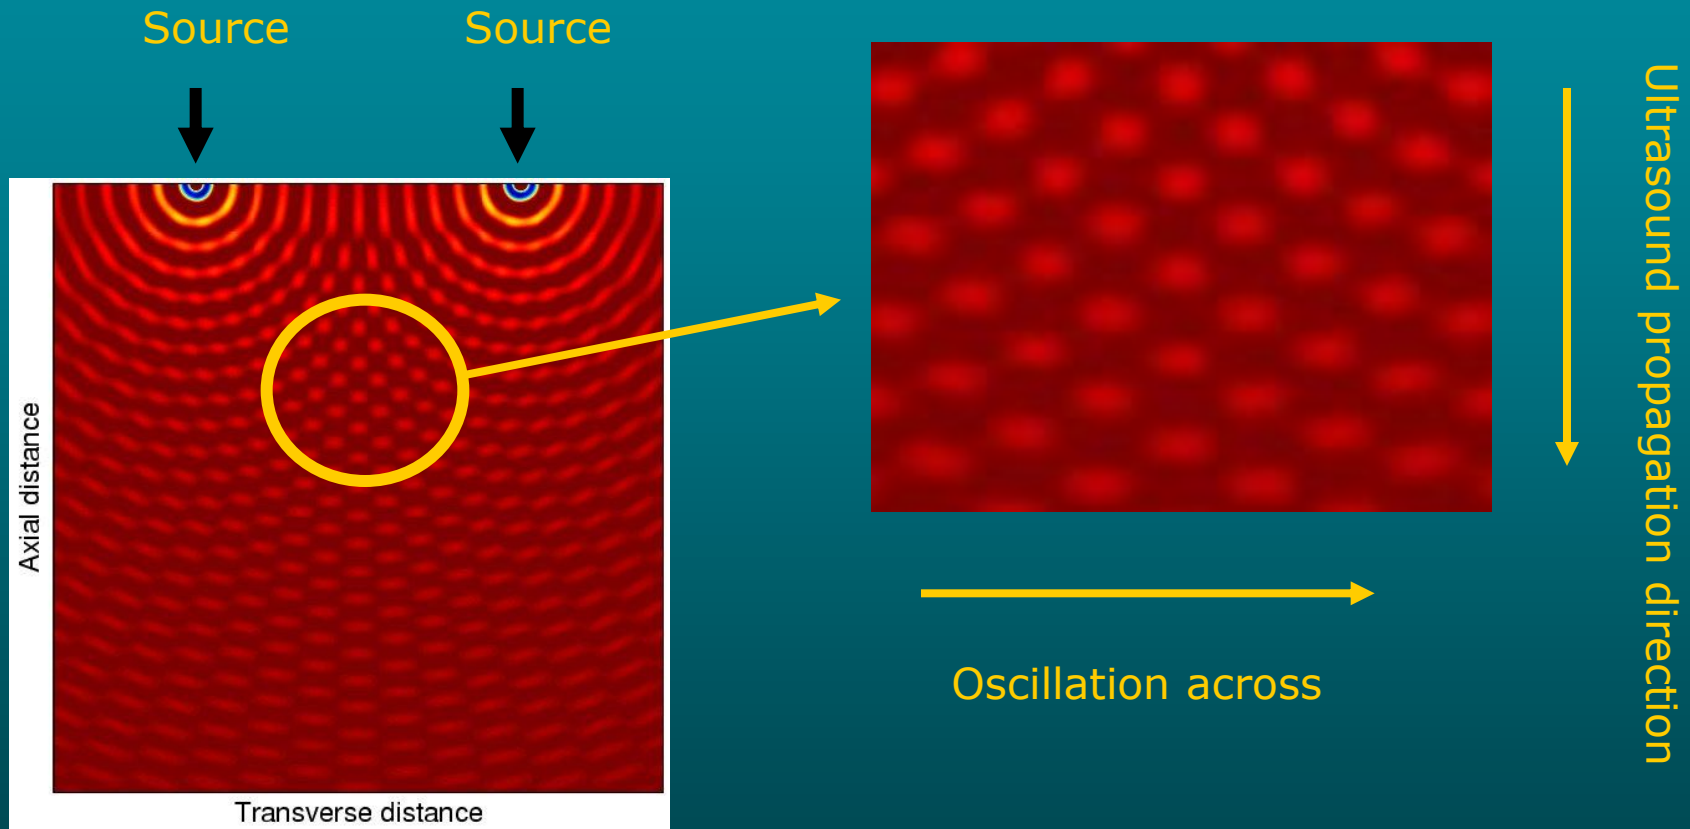 Source
Source
Axial distance
Transverse distance
Oscillation across
Ultrasound propagation direction